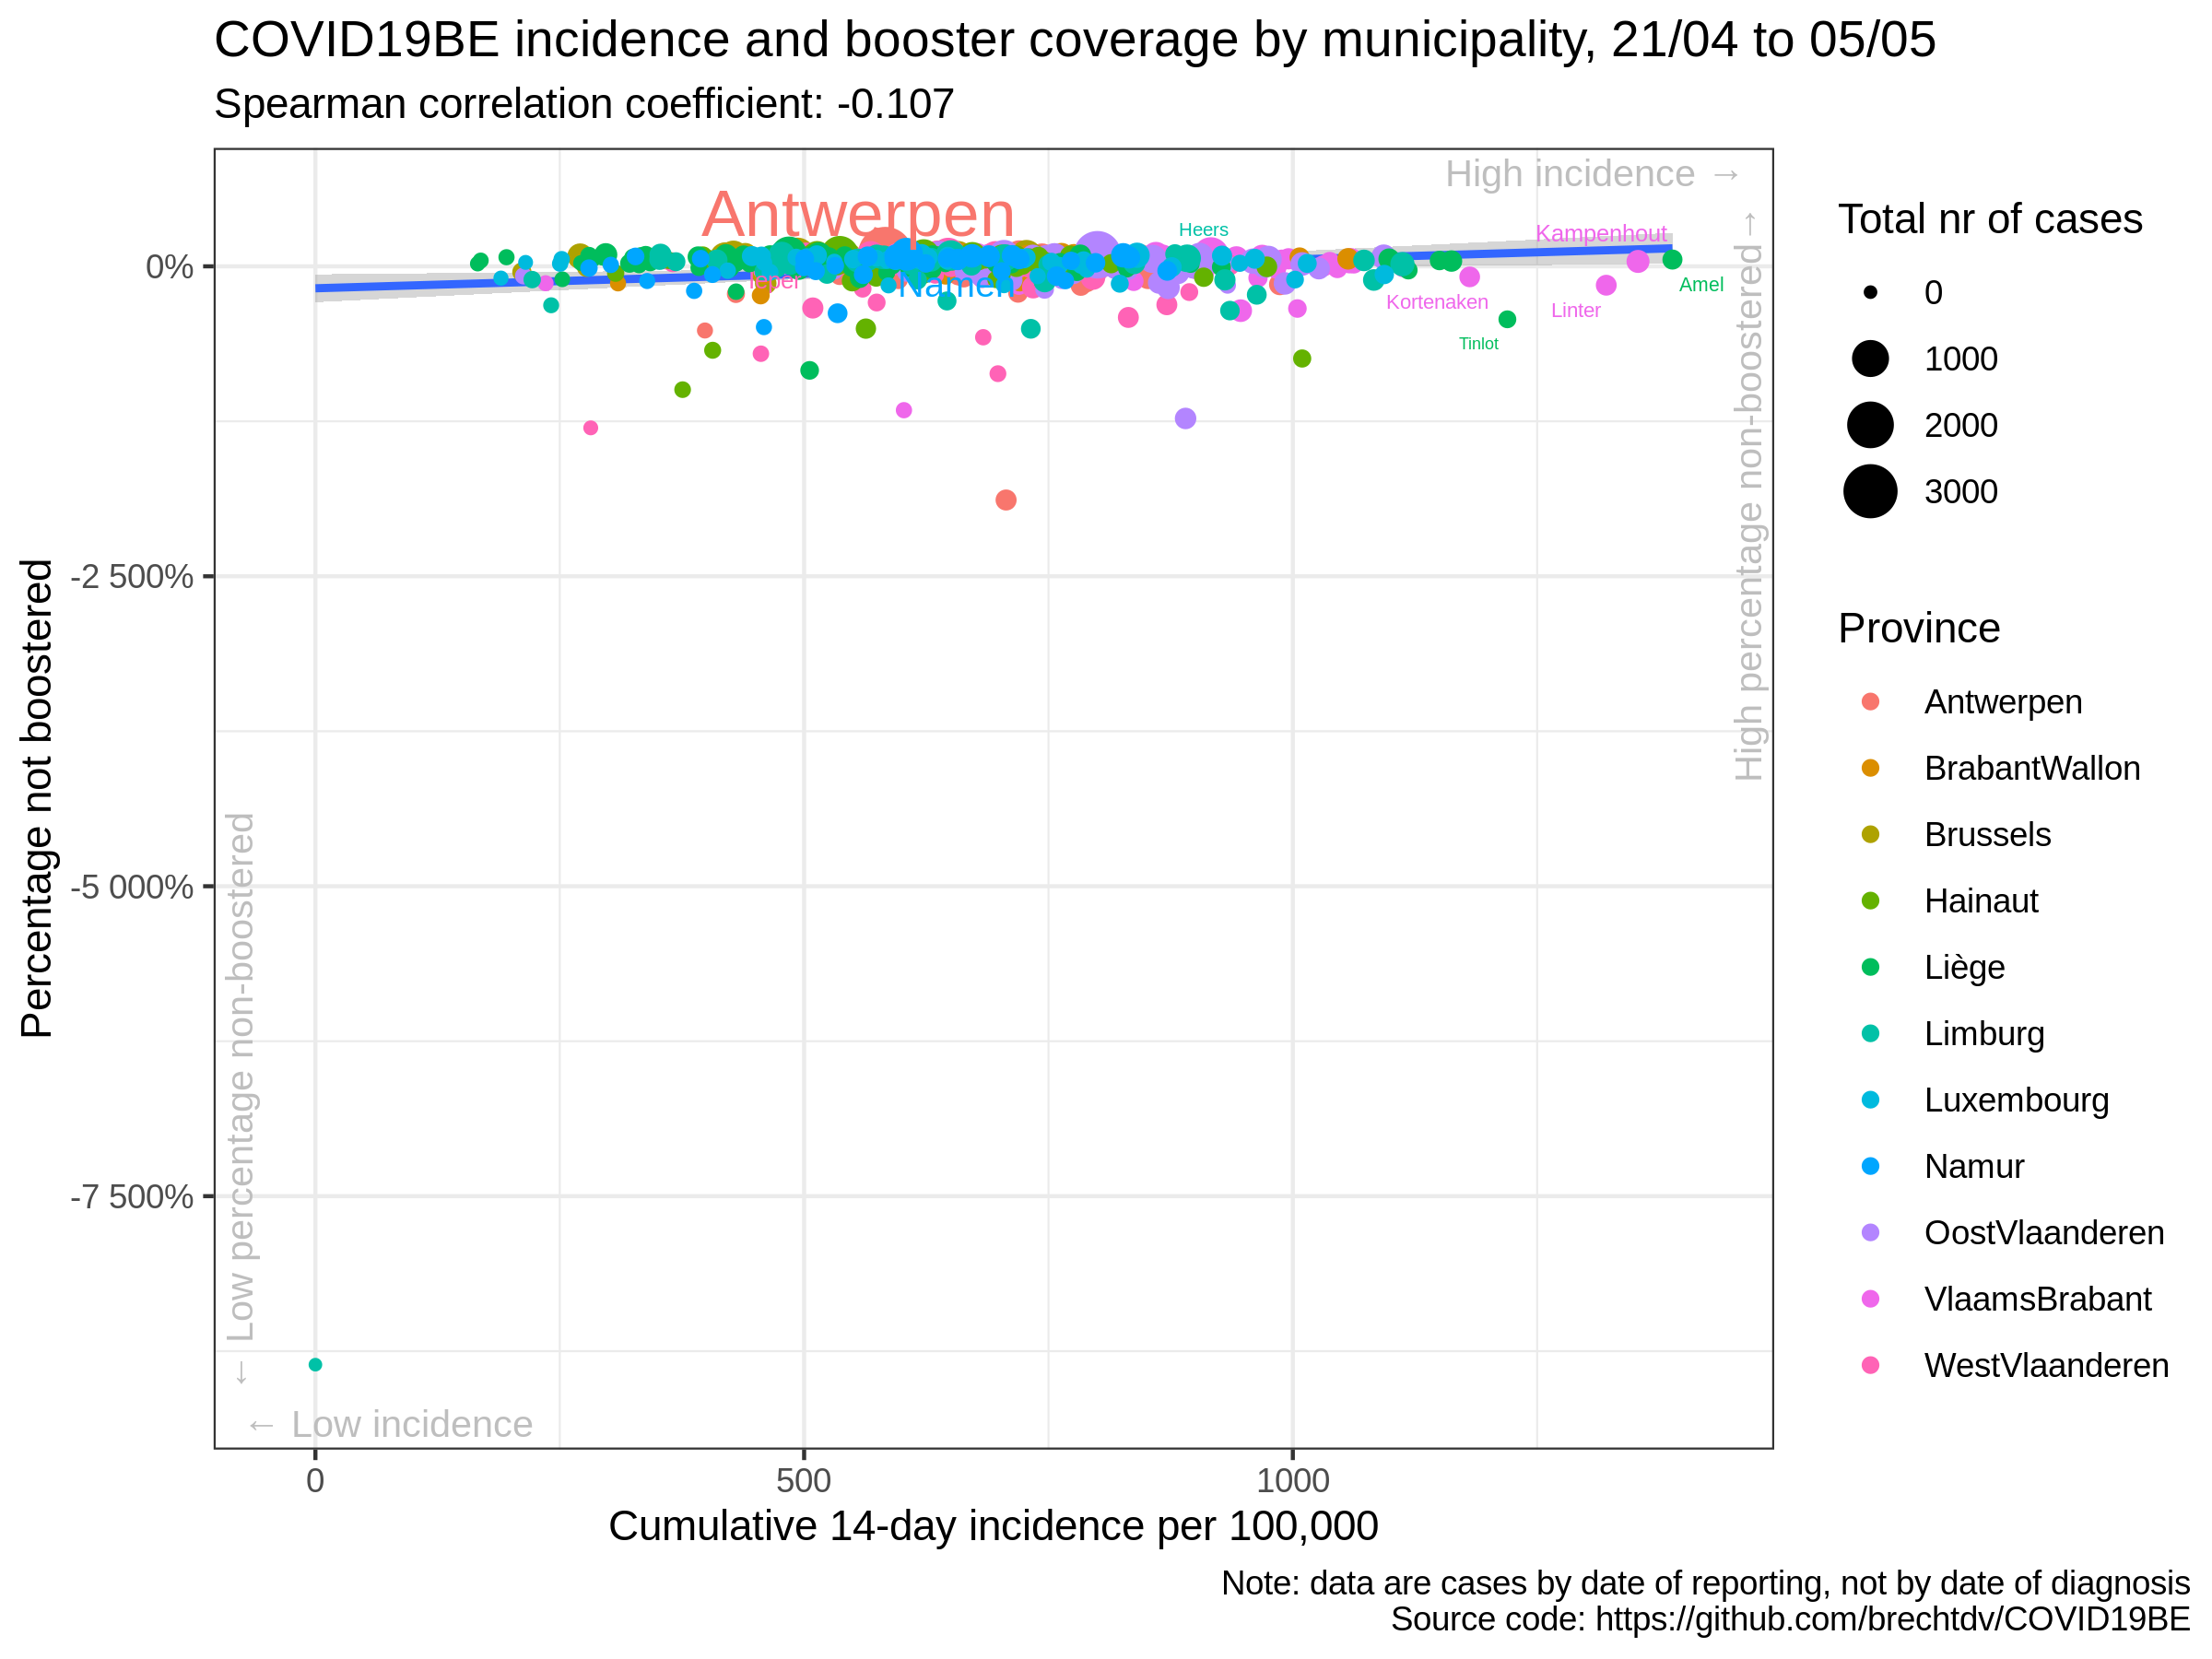 COVID19BE incidence and booster coverage by municipality, 21/04 to 05/05
Spearman correlation coefficient: -0.107
High incidence →
High percentage non-boostered →
← Low percentage non-boostered
← Low incidence
Antwerpen
Ieper
Namen
Heers
Kampenhout
Amel
Kortenaken
Linter
Tinlot
Percentage not boostered
0%
-2 500%
-5 000%
-7 500%
0
500
1000
Cumulative 14-day incidence per 100,000
Total nr of cases
0
1000
2000
3000
Province
Antwerpen
BrabantWallon
Brussels
Hainaut
Liège
Limburg
Luxembourg
Namur
OostVlaanderen
VlaamsBrabant
WestVlaanderen
Note: data are cases by date of reporting, not by date of diagnosis
Source code: https://github.com/brechtdv/COVID19BE